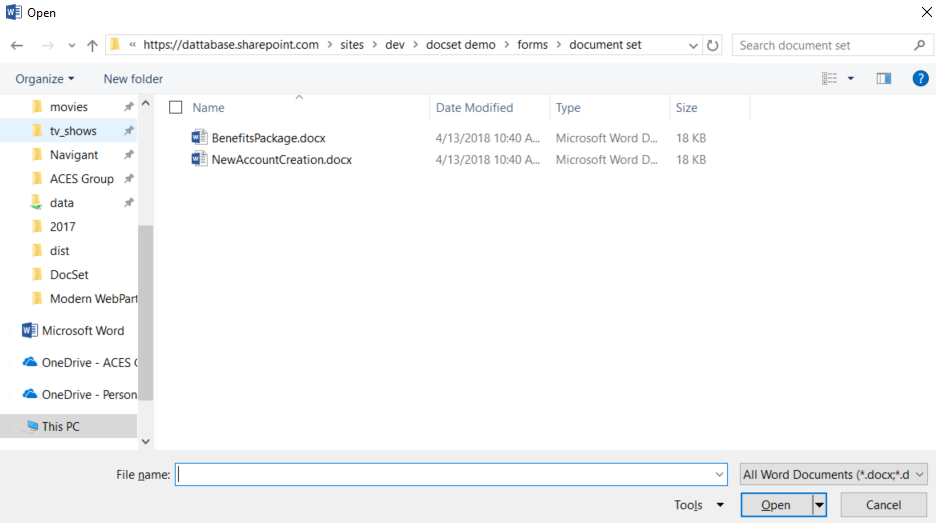 Open
« https://dattabase.sharepoint.com > sites > dev > docset demo > forms > document set
Search document set
Organize
New folder
movies
tv_shows
Navigant
ACES Group
data
2017
dist
DocSet
Modern WebPart
Microsoft Word
OneDrive - ACES G
OneDrive - Person
This PC
Name Date Modified Type Size
BenefitsPackage.docx 4/13/2018 10:40 A... Microsoft Word D... 18 KB
NewAccountCreation.docx 4/13/2018 10:40 A... Microsoft Word D... 18 KB
File name:
All Word Documents (*.docx;*.d
Tools
Open
Cancel